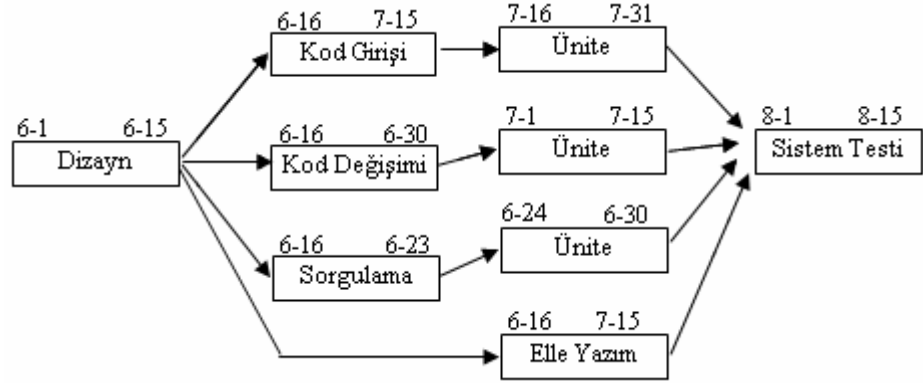 6-16 7-15
Kod Girişi
7-16 7-31
Ünite
6-1 6-15
Dizayn
6-16 6-30
Kod Değişimi
7-1 7-15
Ünite
8-1 8-15
Sistem Testi
6-16 6-23
Sorgulama
6-24 6-30
Ünite
6-16 7-15
Elle Yazım